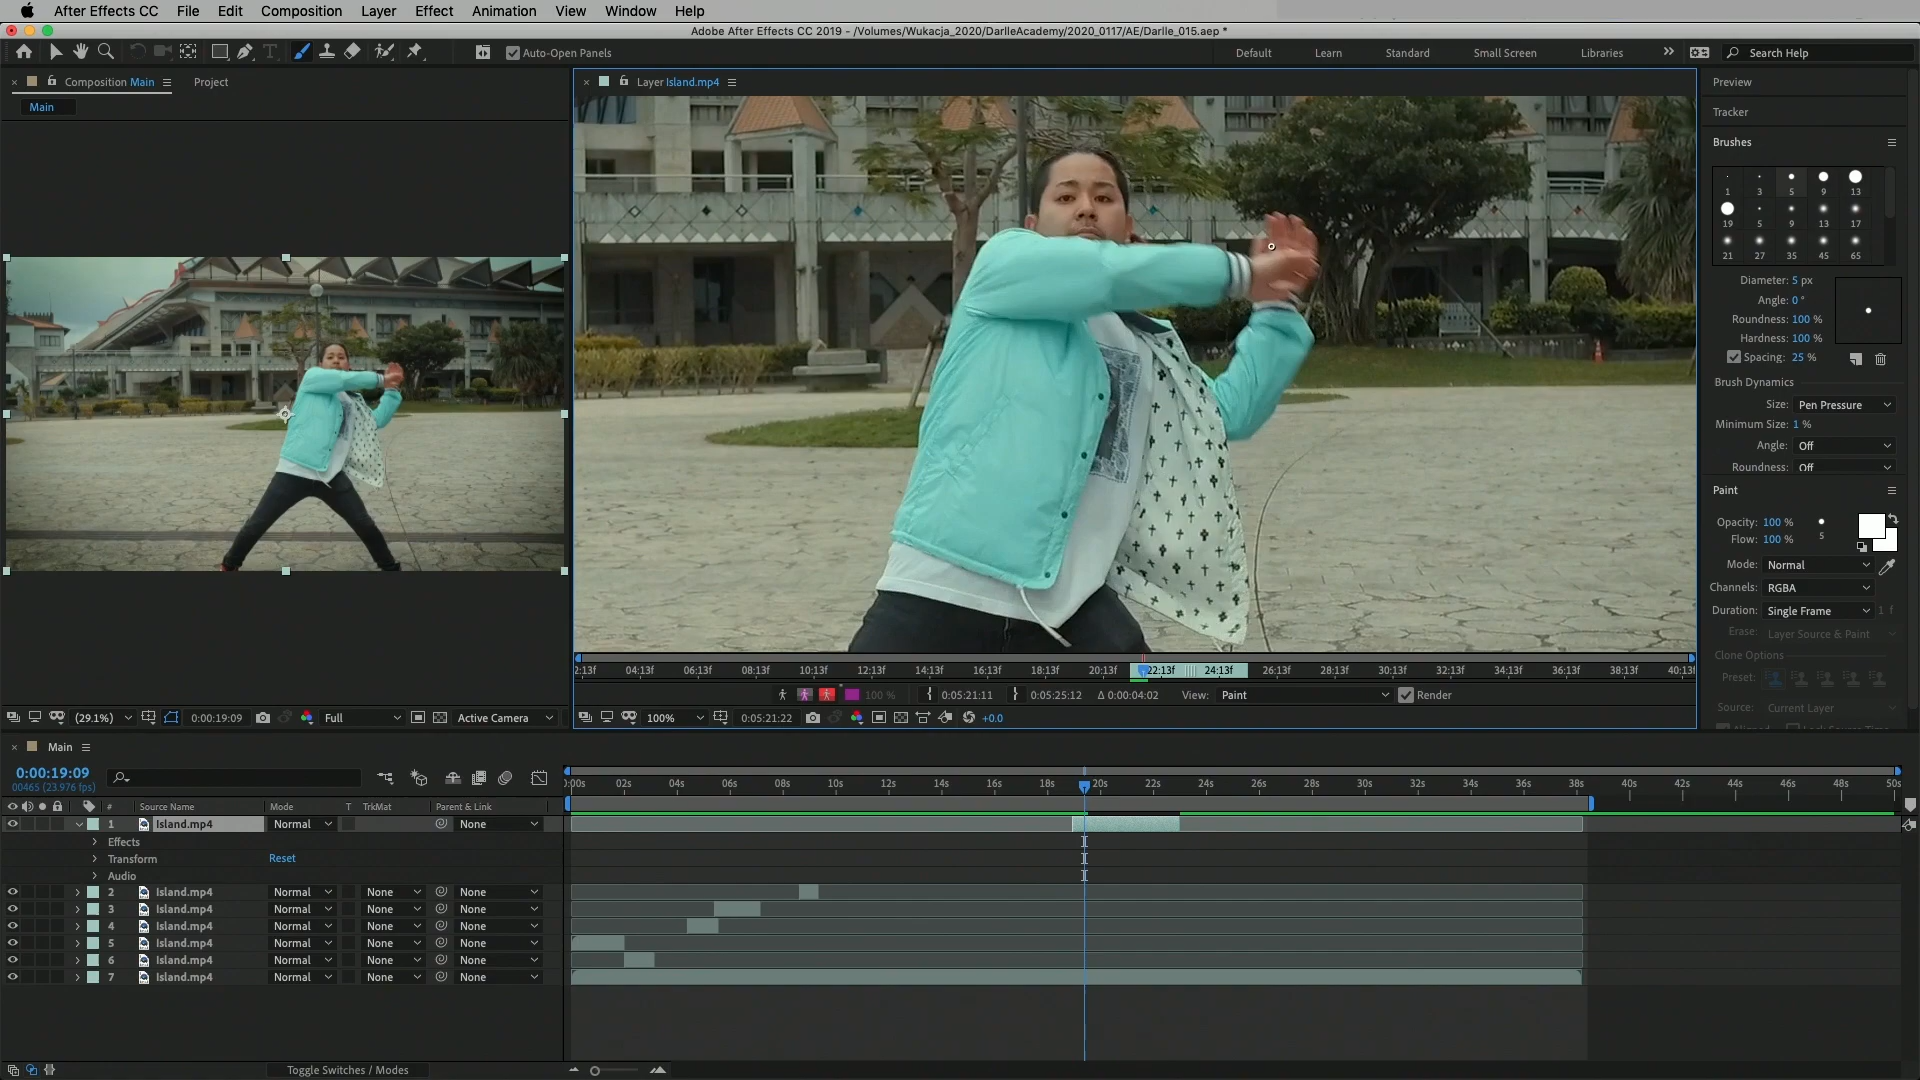 After Effects CC File Edit Composition Layer Effect Animation View Window Help
Adobe After Effects CC 2019 - /Volumes/Wukacja_2020/DarlleAcademy/2020_0117/AE/Darlle_015.aep *
Auto-Open Panels Default Learn Standard Small Screen Libraries Search Help
Composition Main Project
Main
Layer Island.mp4
Preview
Tracker
Brushes
1 3 5 9 13
19 5 9 13 17
21 27 35 45 65
Diameter: 5 px
Angle: 0 °
Roundness: 100 %
Hardness: 100 %
Spacing: 25 %
Brush Dynamics
Size: Pen Pressure
Minimum Size: 1 %
Angle: Off
Roundness: Off
Paint
Opacity: 100 %
Flow: 100 % 5
Mode: Normal
Channels: RGBA
Duration: Single Frame 1 f
Erase: Layer Source & Paint
Clone Options
Preset:
Source: Current Layer
2:13f 04:13f 06:13f 08:13f 10:13f 12:13f 14:13f 16:13f 18:13f 20:13f 22:13f 24:13f 26:13f 28:13f 30:13f 32:13f 34:13f 36:13f 38:13f 40:13f
100 % 0:05:21:11 0:05:25:12 Δ 0:00:04:02 View: Paint Render
(29.1%) 0:00:19:09 Full Active Camera
100% 0:05:21:22 +0.0
Main
0:00:19:09
00465 (23.976 fps)
:00s 02s 04s 06s 08s 10s 12s 14s 16s 18s 20s 22s 24s 26s 28s 30s 32s 34s 36s 38s 40s 42s 44s 46s 48s 50s
# Source Name Mode T TrkMat Parent & Link
1 Island.mp4 Normal None
Effects
Transform Reset
Audio
2 Island.mp4 Normal None None
3 Island.mp4 Normal None None
4 Island.mp4 Normal None None
5 Island.mp4 Normal None None
6 Island.mp4 Normal None None
7 Island.mp4 Normal None None
Toggle Switches / Modes